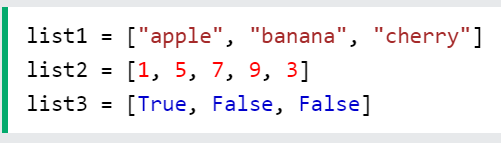 list1 = ["apple", "banana", "cherry"]
list2 = [1, 5, 7, 9, 3]
list3 = [True, False, False]